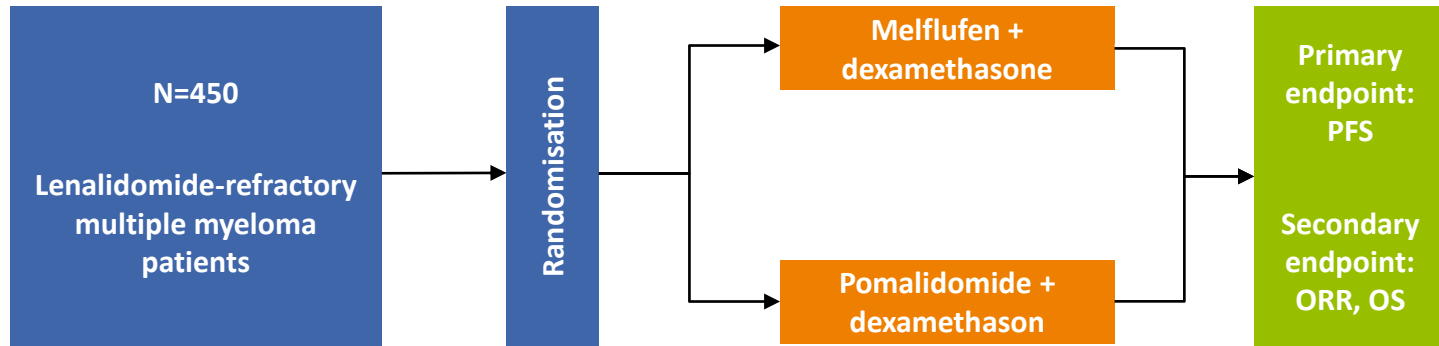 N=450
Lenalidomide-refractory
multiple myeloma
patients
Randomisation
Melflufen +
dexamethasone
Pomalidomide +
dexamethason
Primary
endpoint:
PFS
Secondary
endpoint:
ORR, OS